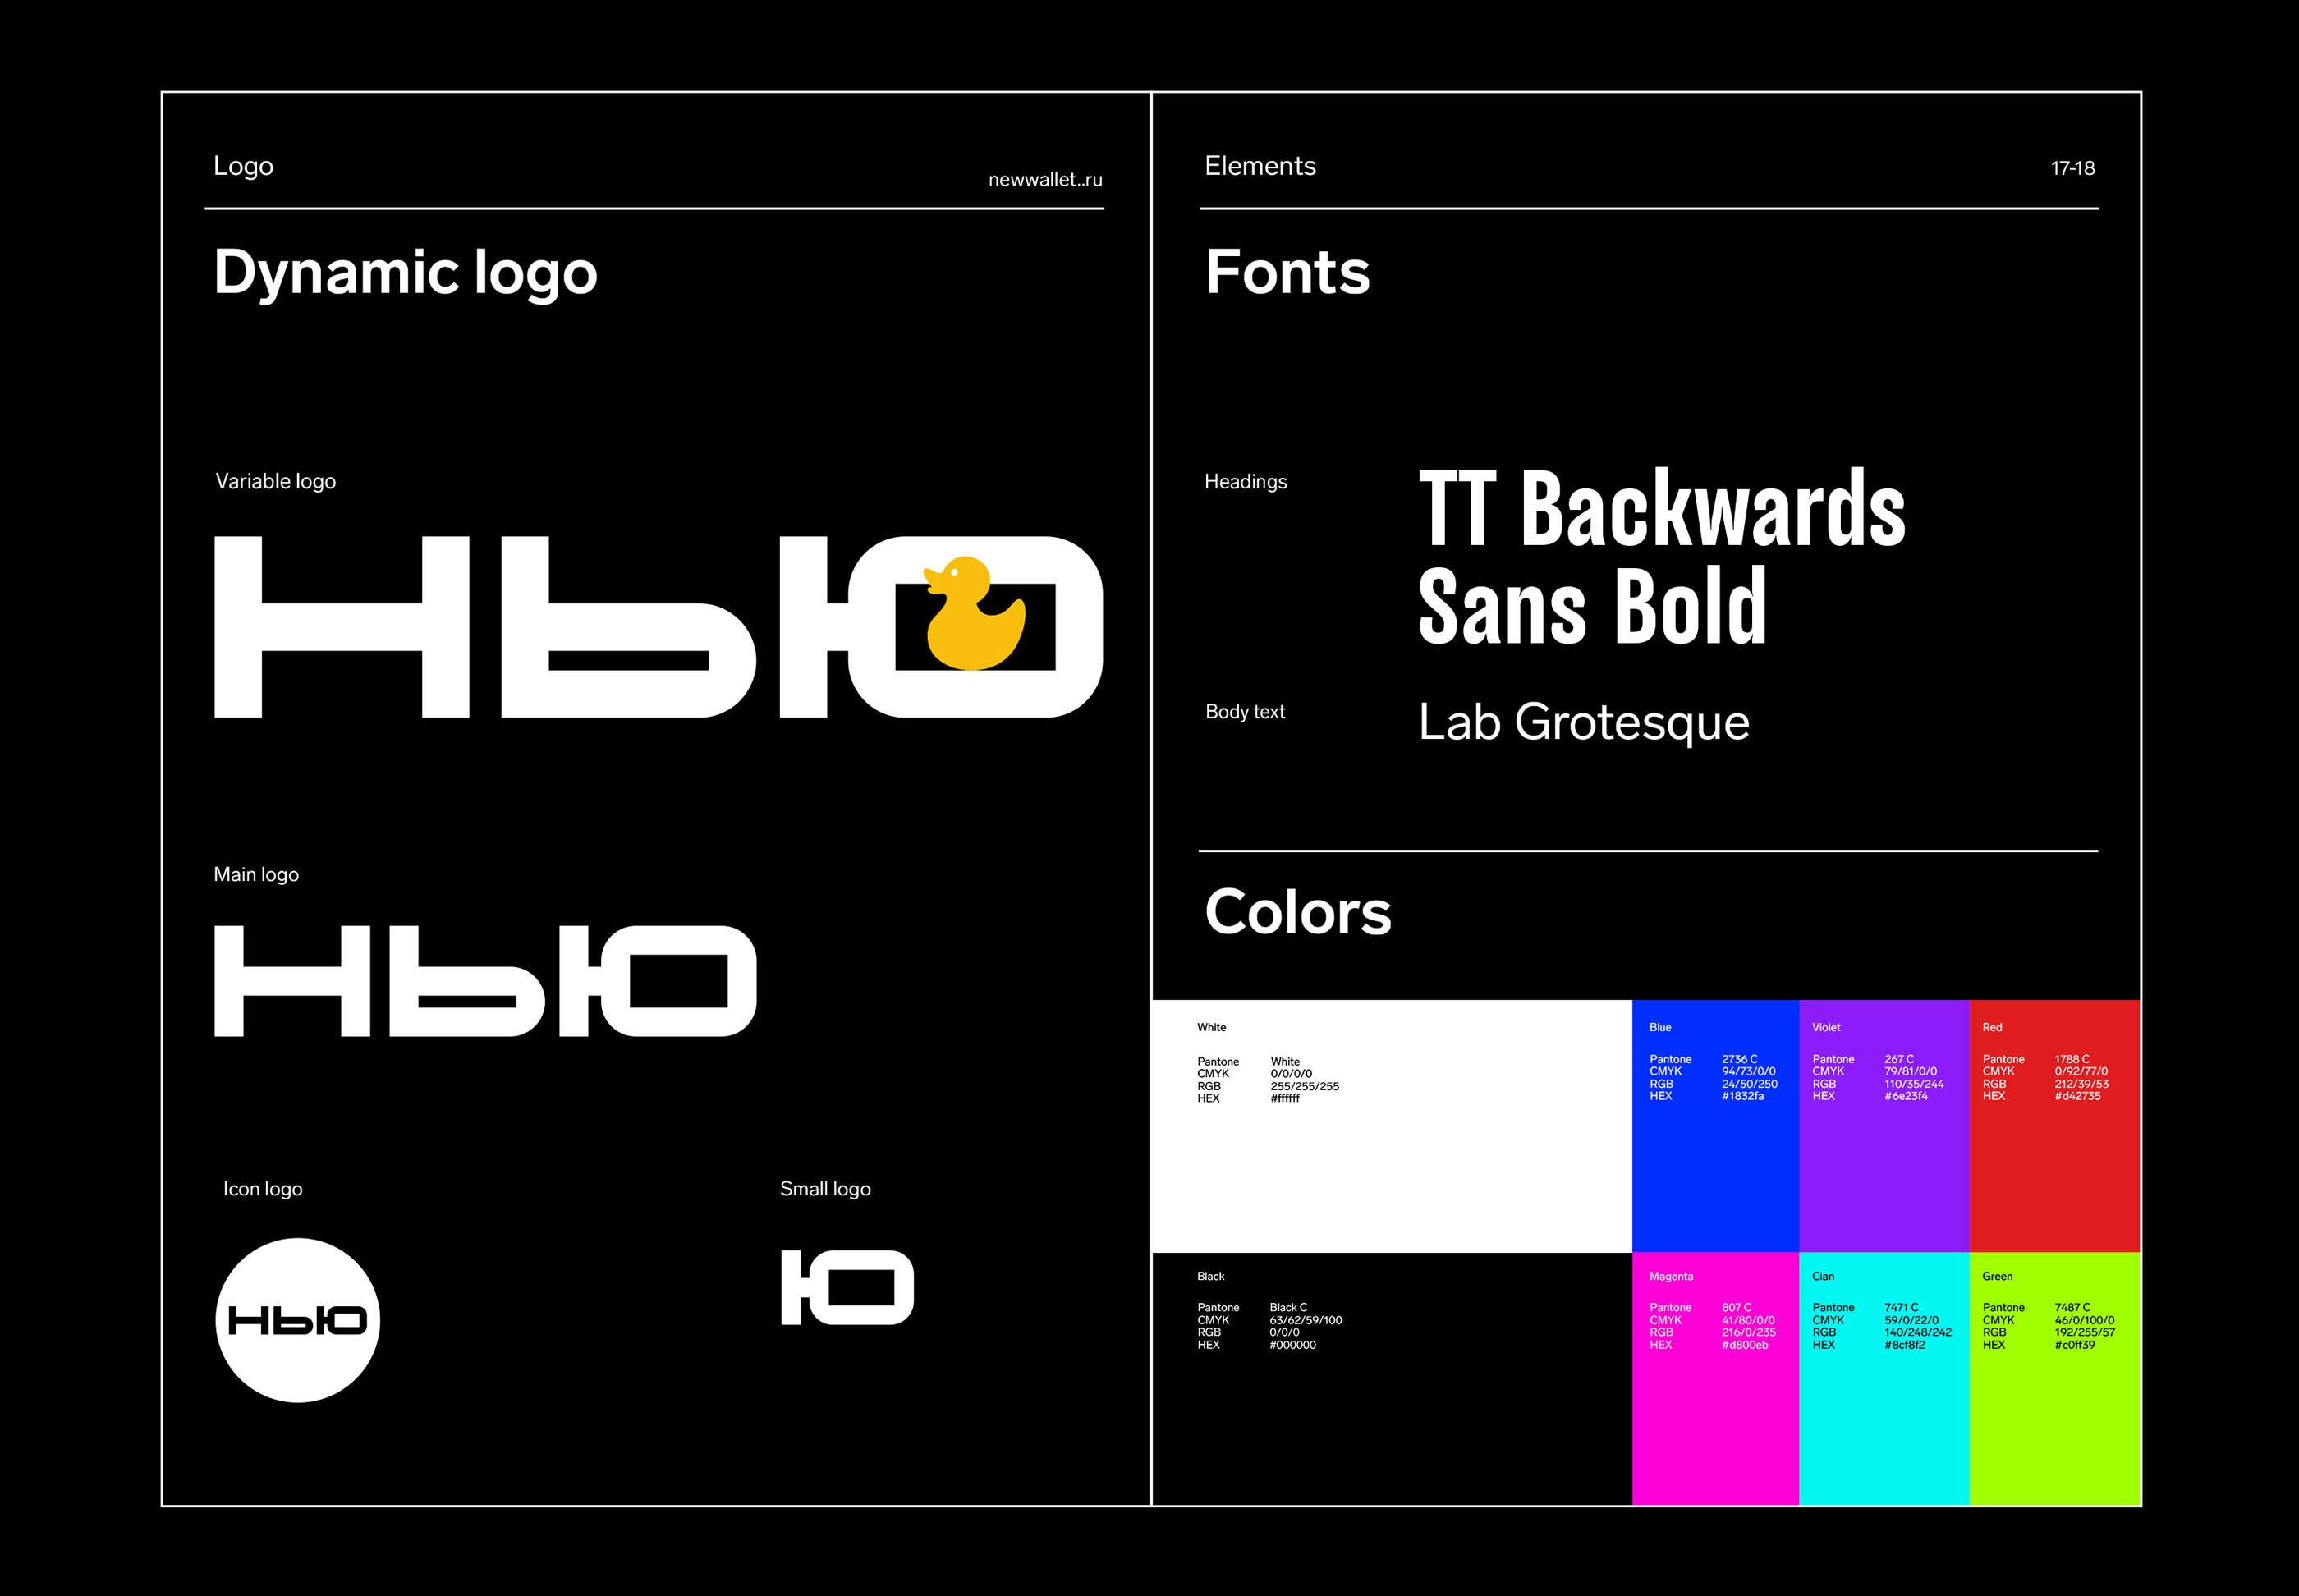 Logo
newwallet..ru
Dynamic logo
Variable logo
НЬЮ
Main logo
НЬЮ
Icon logo
НЬЮ
Small logo
Ю
Elements
17-18
Fonts
Headings
TT Backwards
Sans Bold
Body text
Lab Grotesque
Colors
White
Pantone White
CMYK 0/0/0/0
RGB 255/255/255
HEX #ffffff
Blue
Pantone 2736 C
CMYK 94/73/0/0
RGB 24/50/250
HEX #1832fa
Violet
Pantone 267 C
CMYK 79/81/0/0
RGB 110/35/244
HEX #6e23f4
Red
Pantone 1788 C
CMYK 0/92/77/0
RGB 212/39/53
HEX #d42735
Black
Pantone Black C
CMYK 63/62/59/100
RGB 0/0/0
HEX #000000
Magenta
Pantone 807 C
CMYK 41/80/0/0
RGB 216/0/235
HEX #d800eb
Cian
Pantone 7471 C
CMYK 59/0/22/0
RGB 140/248/242
HEX #8cf8f2
Green
Pantone 7487 C
CMYK 46/0/100/0
RGB 192/255/57
HEX #c0ff39